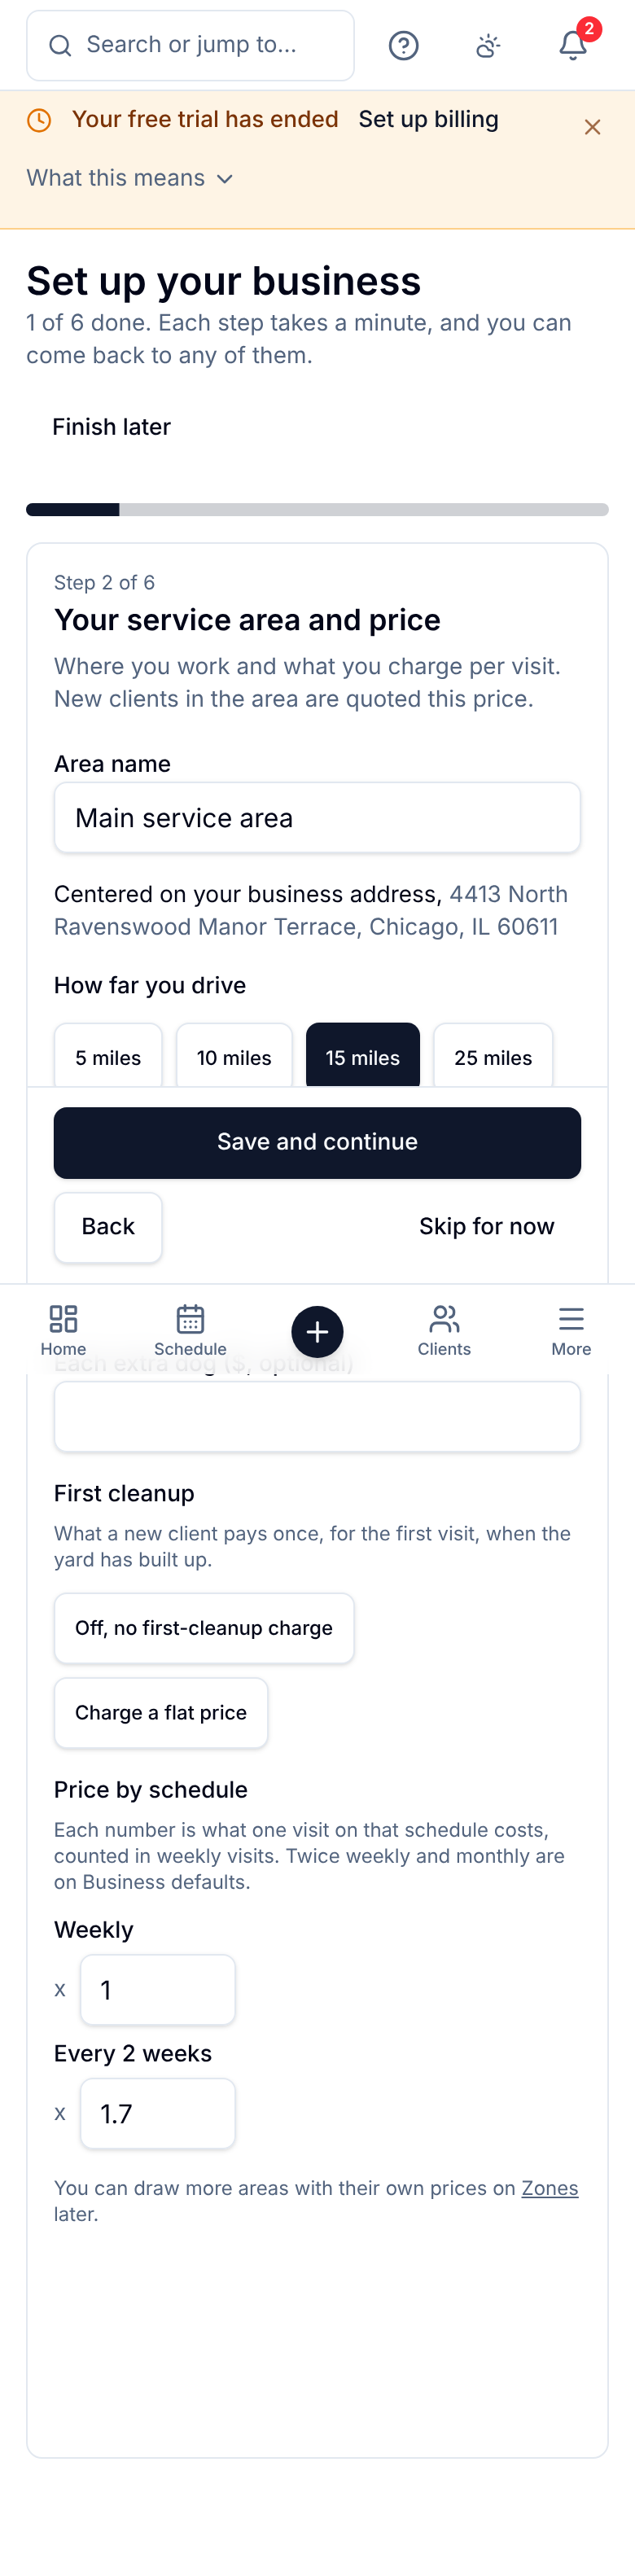 Search or jump to...
2
Your free trial has ended Set up billing
What this means
Set up your business
1 of 6 done. Each step takes a minute, and you can
come back to any of them.
Finish later
Step 2 of 6
Your service area and price
Where you work and what you charge per visit.
New clients in the area are quoted this price.
Area name
Main service area
Centered on your business address, 4413 North
Ravenswood Manor Terrace, Chicago, IL 60611
How far you drive
5 miles 10 miles 15 miles 25 miles
Save and continue
Back Skip for now
Home Schedule Clients More
Each extra dog ($, optional)
First cleanup
What a new client pays once, for the first visit, when the
yard has built up.
Off, no first-cleanup charge
Charge a flat price
Price by schedule
Each number is what one visit on that schedule costs,
counted in weekly visits. Twice weekly and monthly are
on Business defaults.
Weekly
x 1
Every 2 weeks
x 1.7
You can draw more areas with their own prices on Zones
later.